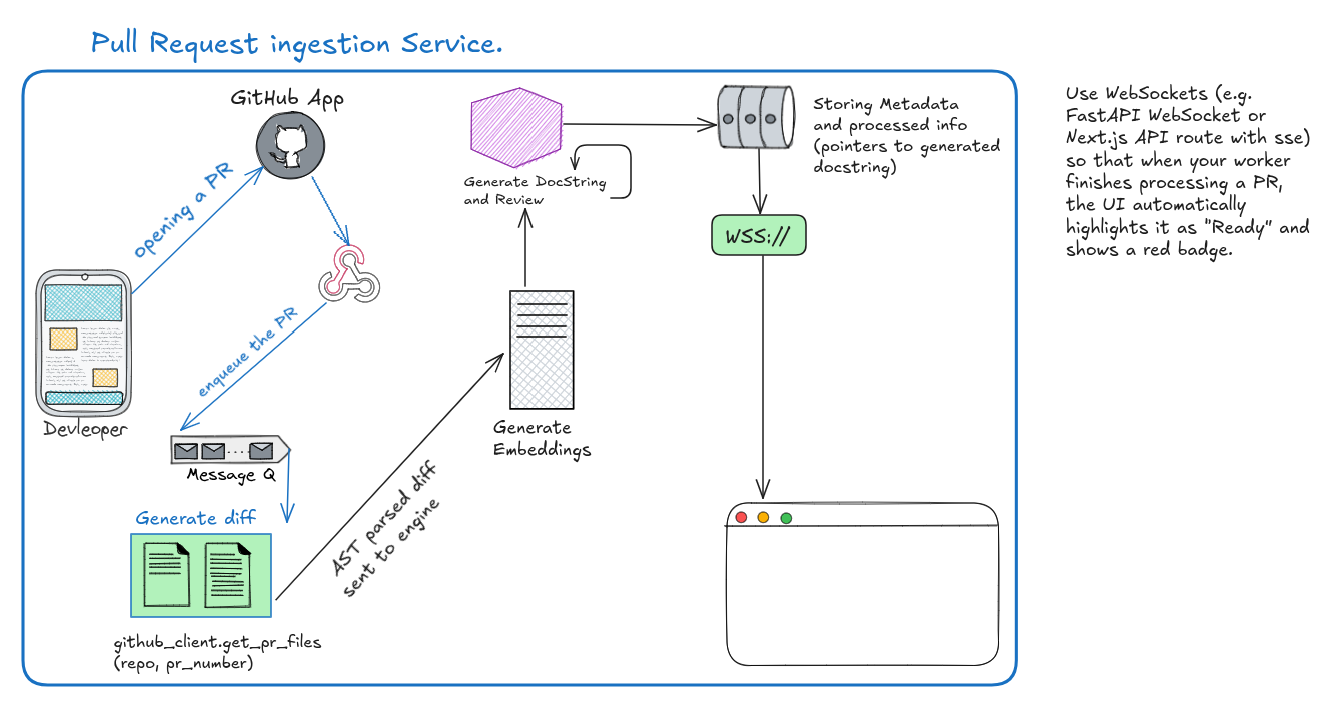 Pull Request ingestion Service.
GitHub App
opening a PR
Devleoper
enqueue the PR
Message Q
Generate diff
github_client.get_pr_files
(repo, pr_number)
AST parsed diff
sent to engine
Generate
Embeddings
Generate DocString
and Review
Storing Metadata
and processed info
(pointers to generated
docstring)
WSS://
Use WebSockets (e.g.
FastAPI WebSocket or
Next.js API route with sse)
so that when your worker
finishes processing a PR,
the UI automatically
highlights it as "Ready" and
shows a red badge.